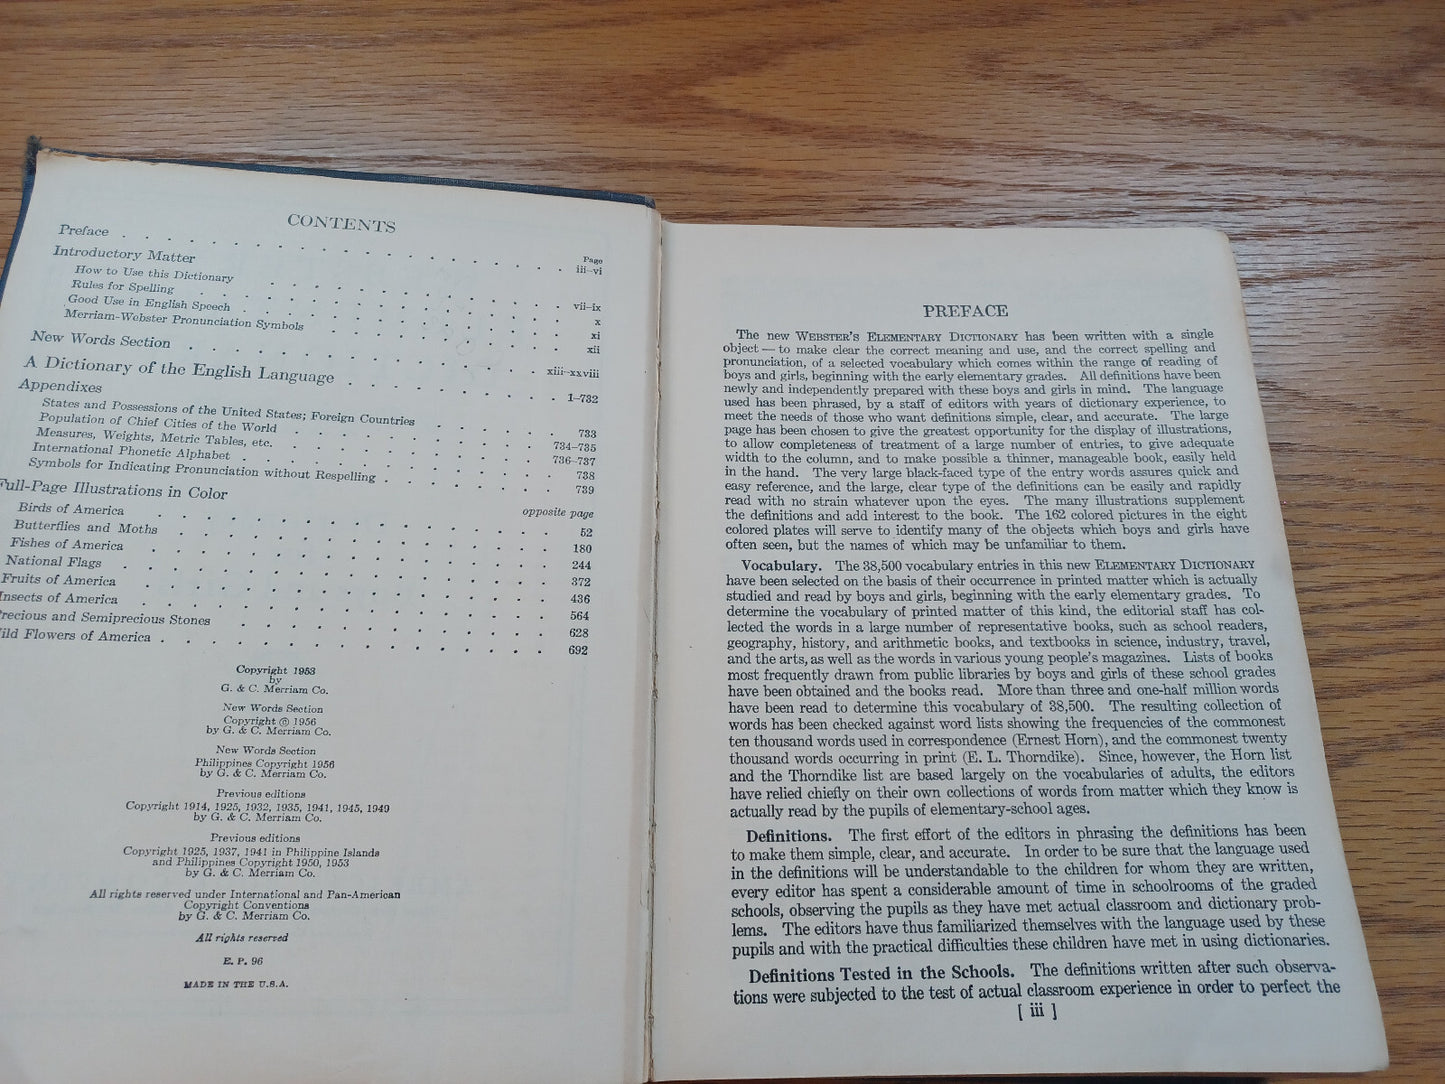 CONTENTS
Page
Preface iii–vi
Introductory Matter
How to Use this Dictionary vii–ix
Rules for Spelling x
Good Use in English Speech xi
Merriam-Webster Pronunciation Symbols xii
New Words Section xiii–xxviii
A Dictionary of the English Language 1–732
Appendixes
States and Possessions of the United States; Foreign Countries 733
Population of Chief Cities of the World 734–735
Measures, Weights, Metric Tables, etc. 736–737
International Phonetic Alphabet 738
Symbols for Indicating Pronunciation without Respelling 739
Full-Page Illustrations in Color
opposite page
Birds of America 52
Butterflies and Moths 180
Fishes of America 244
National Flags 372
Fruits of America 436
Insects of America 564
Precious and Semiprecious Stones 628
Wild Flowers of America 692
Copyright 1953
by
G. & C. Merriam Co.
New Words Section
Copyright © 1956
by G. & C. Merriam Co.
New Words Section
Philippines Copyright 1956
by G. & C. Merriam Co.
Previous editions
Copyright 1914, 1925, 1932, 1935, 1941, 1945, 1949
by G. & C. Merriam Co.
Previous editions
Copyright 1925, 1937, 1941 in Philippine Islands
and Philippines Copyright 1950, 1953
by G. & C. Merriam Co.
All rights reserved under International and Pan-American
Copyright Conventions
by G. & C. Merriam Co.
All rights reserved
E. P. 96
MADE IN THE U.S.A.
PREFACE
The new WEBSTER'S ELEMENTARY DICTIONARY has been written with a single
object — to make clear the correct meaning and use, and the correct spelling and
pronunciation, of a selected vocabulary which comes within the range of reading of
boys and girls, beginning with the early elementary grades. All definitions have been
newly and independently prepared with these boys and girls in mind. The language
used has been phrased, by a staff of editors with years of dictionary experience, to
meet the needs of those who want definitions simple, clear, and accurate. The large
page has been chosen to give the greatest opportunity for the display of illustrations,
to allow completeness of treatment of a large number of entries, to give adequate
width to the column, and to make possible a thinner, manageable book, easily held
in the hand. The very large black-faced type of the entry words assures quick and
easy reference, and the large, clear type of the definitions can be easily and rapidly
read with no strain whatever upon the eyes. The many illustrations supplement
the definitions and add interest to the book. The 162 colored pictures in the eight
colored plates will serve to identify many of the objects which boys and girls have
often seen, but the names of which may be unfamiliar to them.
Vocabulary. The 38,500 vocabulary entries in this new ELEMENTARY DICTIONARY
have been selected on the basis of their occurrence in printed matter which is actually
studied and read by boys and girls, beginning with the early elementary grades. To
determine the vocabulary of printed matter of this kind, the editorial staff has col-
lected the words in a large number of representative books, such as school readers,
geography, history, and arithmetic books, and textbooks in science, industry, travel,
and the arts, as well as the words in various young people's magazines. Lists of books
most frequently drawn from public libraries by boys and girls of these school grades
have been obtained and the books read. More than three and one-half million words
have been read to determine this vocabulary of 38,500. The resulting collection of
words has been checked against word lists showing the frequencies of the commonest
ten thousand words used in correspondence (Ernest Horn), and the commonest twenty
thousand words occurring in print (E. L. Thorndike). Since, however, the Horn list
and the Thorndike list are based largely on the vocabularies of adults, the editors
have relied chiefly on their own collections of words from matter which they know is
actually read by the pupils of elementary-school ages.
Definitions. The first effort of the editors in phrasing the definitions has been
to make them simple, clear, and accurate. In order to be sure that the language used
in the definitions will be understandable to the children for whom they are written,
every editor has spent a considerable amount of time in schoolrooms of the graded
schools, observing the pupils as they have met actual classroom and dictionary prob-
lems. The editors have thus familiarized themselves with the language used by these
pupils and with the practical difficulties these children have met in using dictionaries.
Definitions Tested in the Schools. The definitions written after such observa-
tions were subjected to the test of actual classroom experience in order to perfect the
[ iii ]